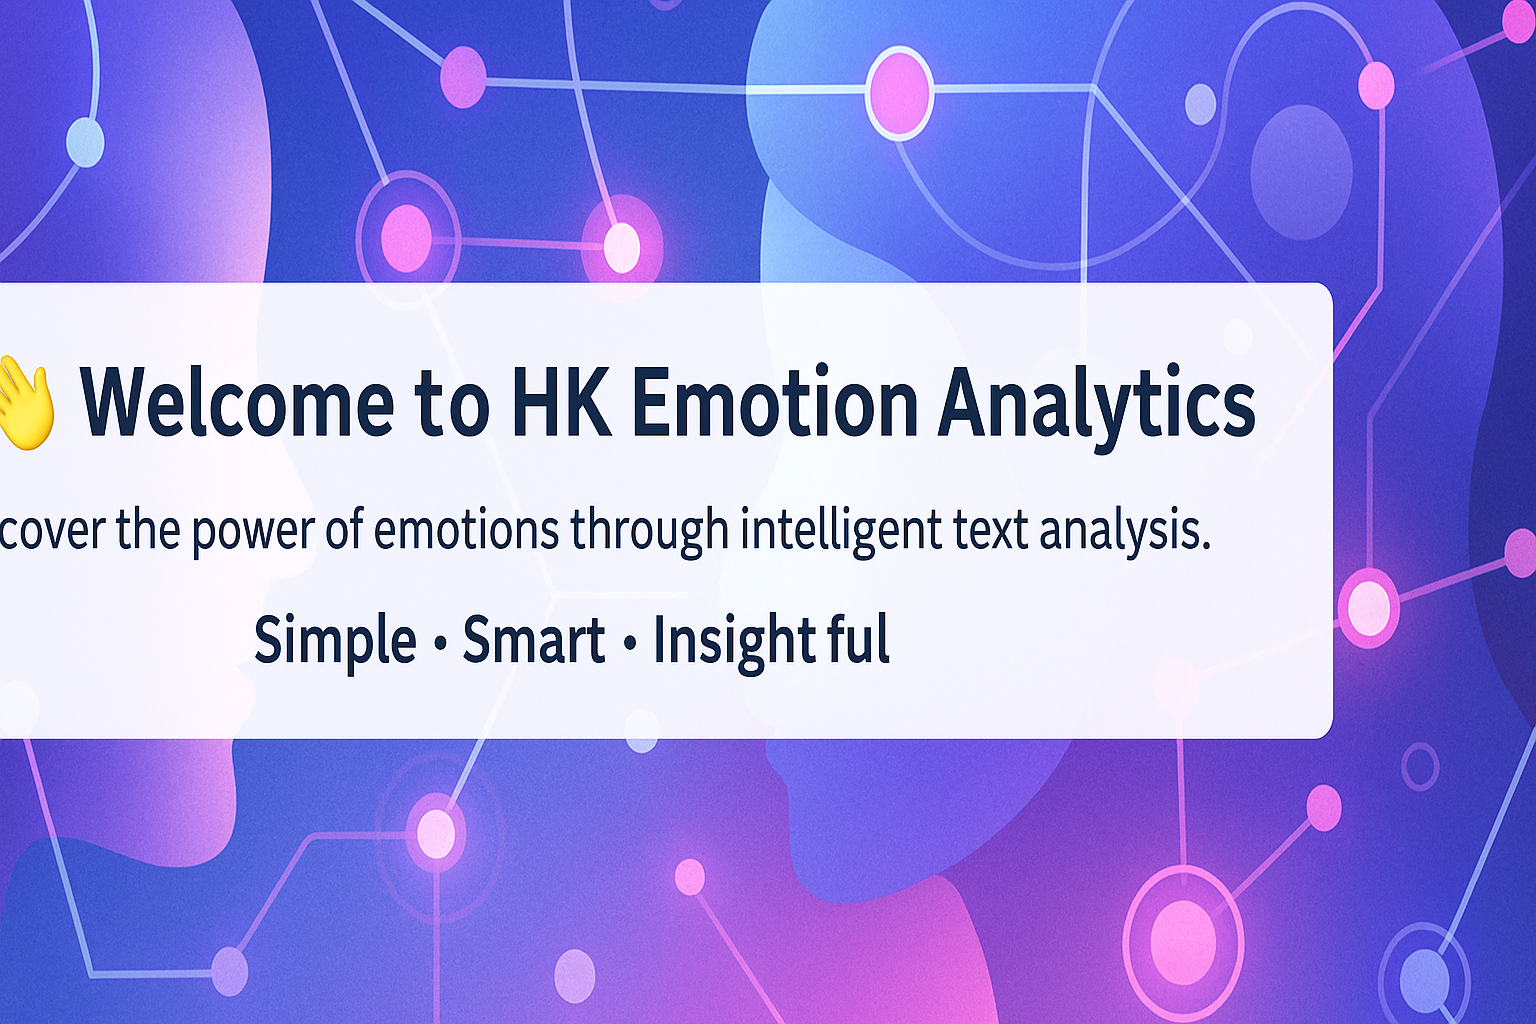 👋 Welcome to HK Emotion Analytics
cover the power of emotions through intelligent text analysis.
Simple • Smart • Insight ful